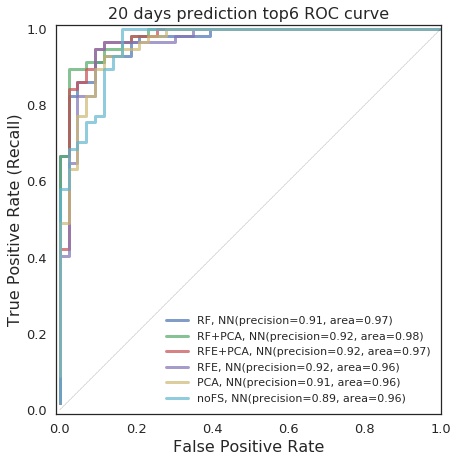 20 days prediction top6 ROC curve
True Positive Rate (Recall)
1.0
0.8
0.6
0.4
0.2
0.0
RF, NN(precision=0.91, area=0.97)
RF+PCA, NN(precision=0.92, area=0.98)
RFE+PCA, NN(precision=0.92, area=0.97)
RFE, NN(precision=0.92, area=0.96)
PCA, NN(precision=0.91, area=0.96)
noFS, NN(precision=0.89, area=0.96)
0.0 0.2 0.4 0.6 0.8 1.0
False Positive Rate